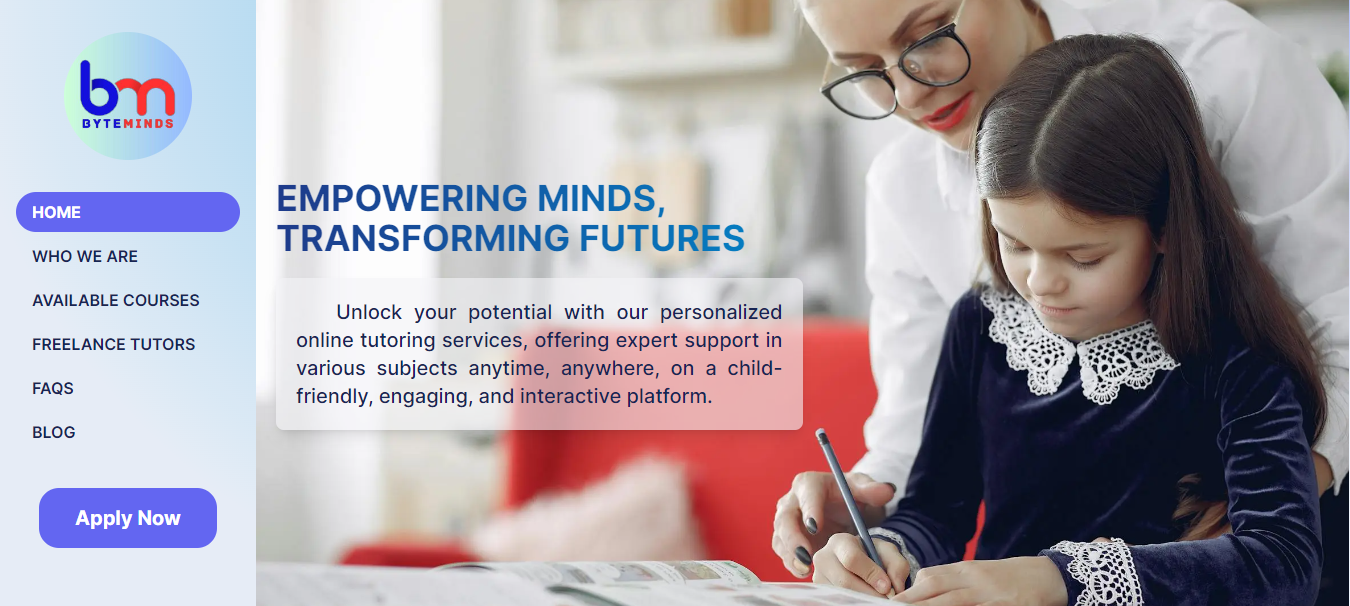 bm
BYTEMINDS
HOME
WHO WE ARE
AVAILABLE COURSES
FREELANCE TUTORS
FAQS
BLOG
Apply Now
EMPOWERING MINDS,
TRANSFORMING FUTURES
Unlock your potential with our personalized
online tutoring services, offering expert support in
various subjects anytime, anywhere, on a child-
friendly, engaging, and interactive platform.